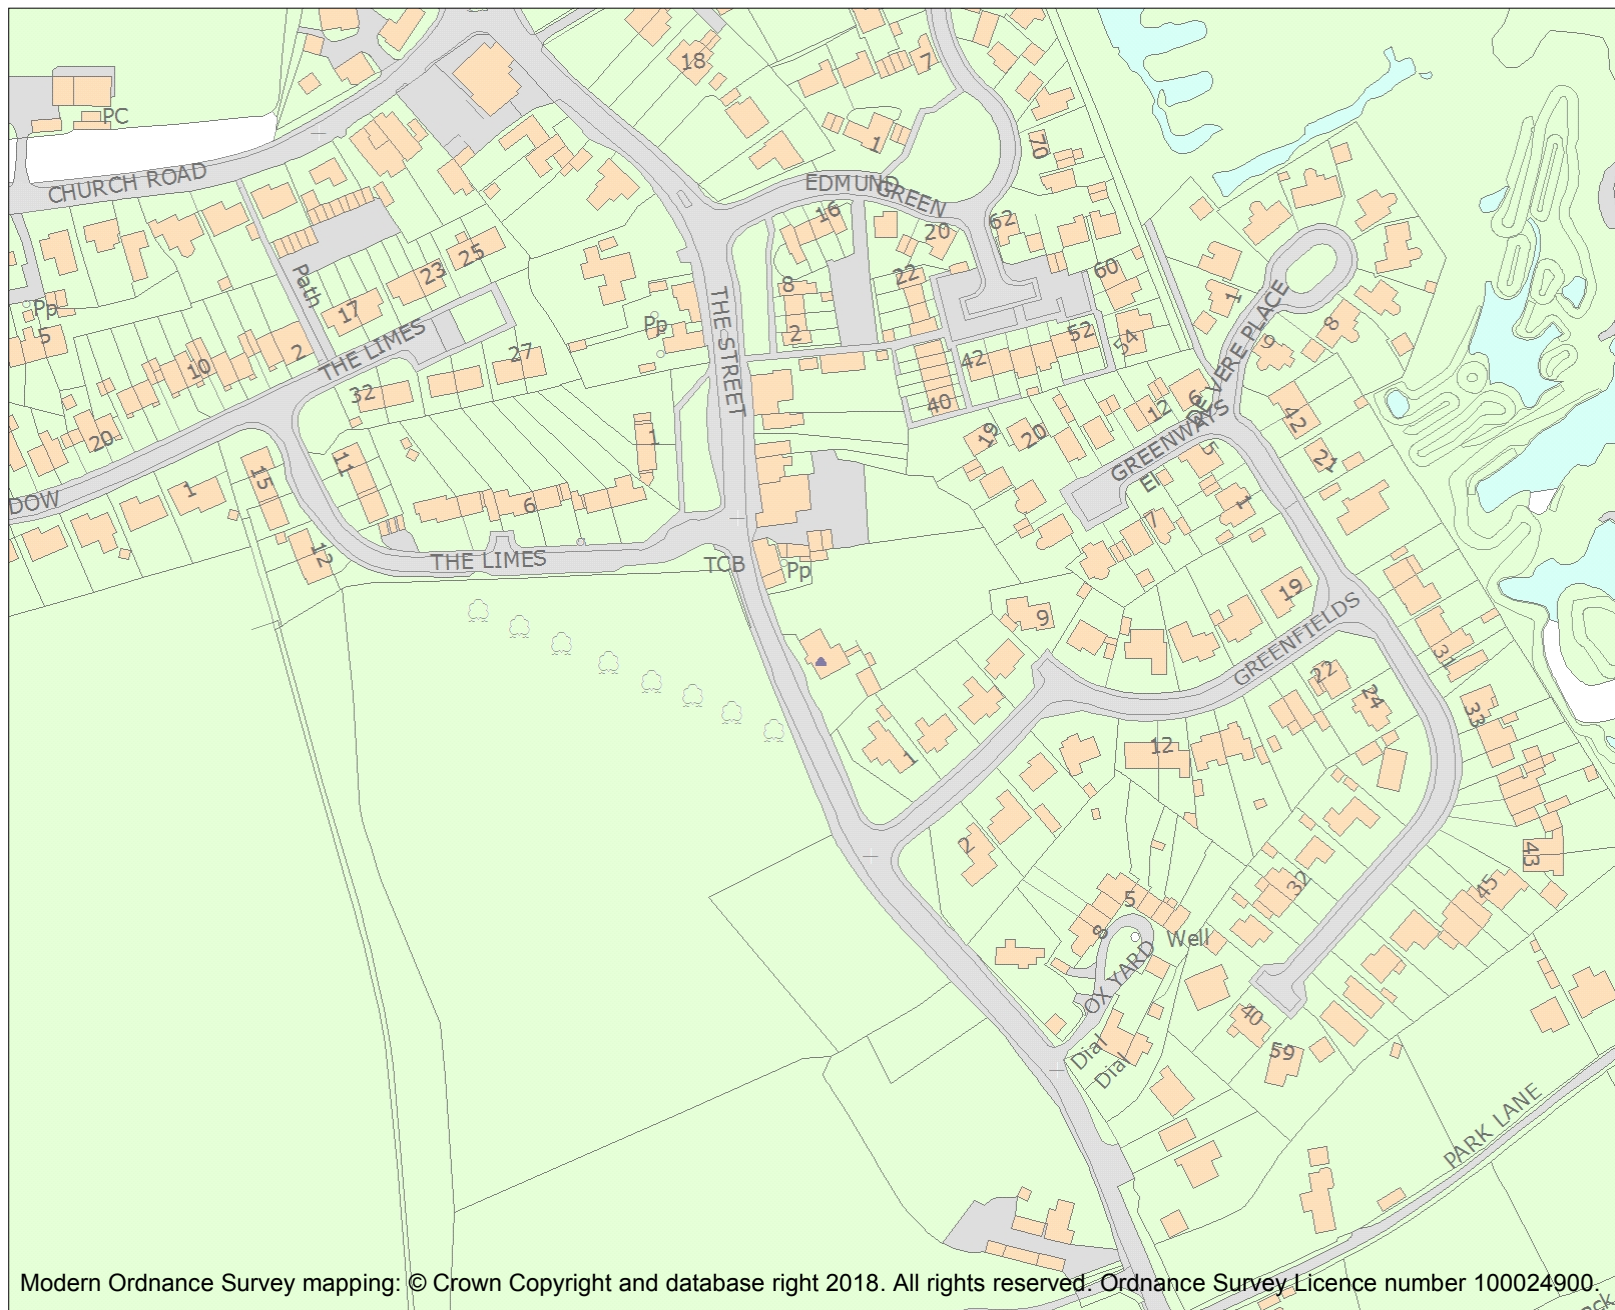 18
7
PC
1
70
CHURCH ROAD
EDMUND
GREEN
16
20
62
25
23
Path
17
Pp
5
8
22
60
1
THE STREET
Pp
2
52
54
8
9
DE VERE PLACE
THE LIMES
2
10
27
42
32
40
12
6
42
20
1
19
20
GREENWAYS
5
21
El
11
15
1
DOW
6
1
7
12
THE LIMES
TCB
Pp
19
9
GREENFIELDS
31
22
24
33
1
12
2
43
32
45
5
8
Well
OX YARD
40
59
Dial
Dial
PARK LANE
Modern Ordnance Survey mapping: © Crown Copyright and database right 2018. All rights reserved. Ordnance Survey Licence number 100024900.